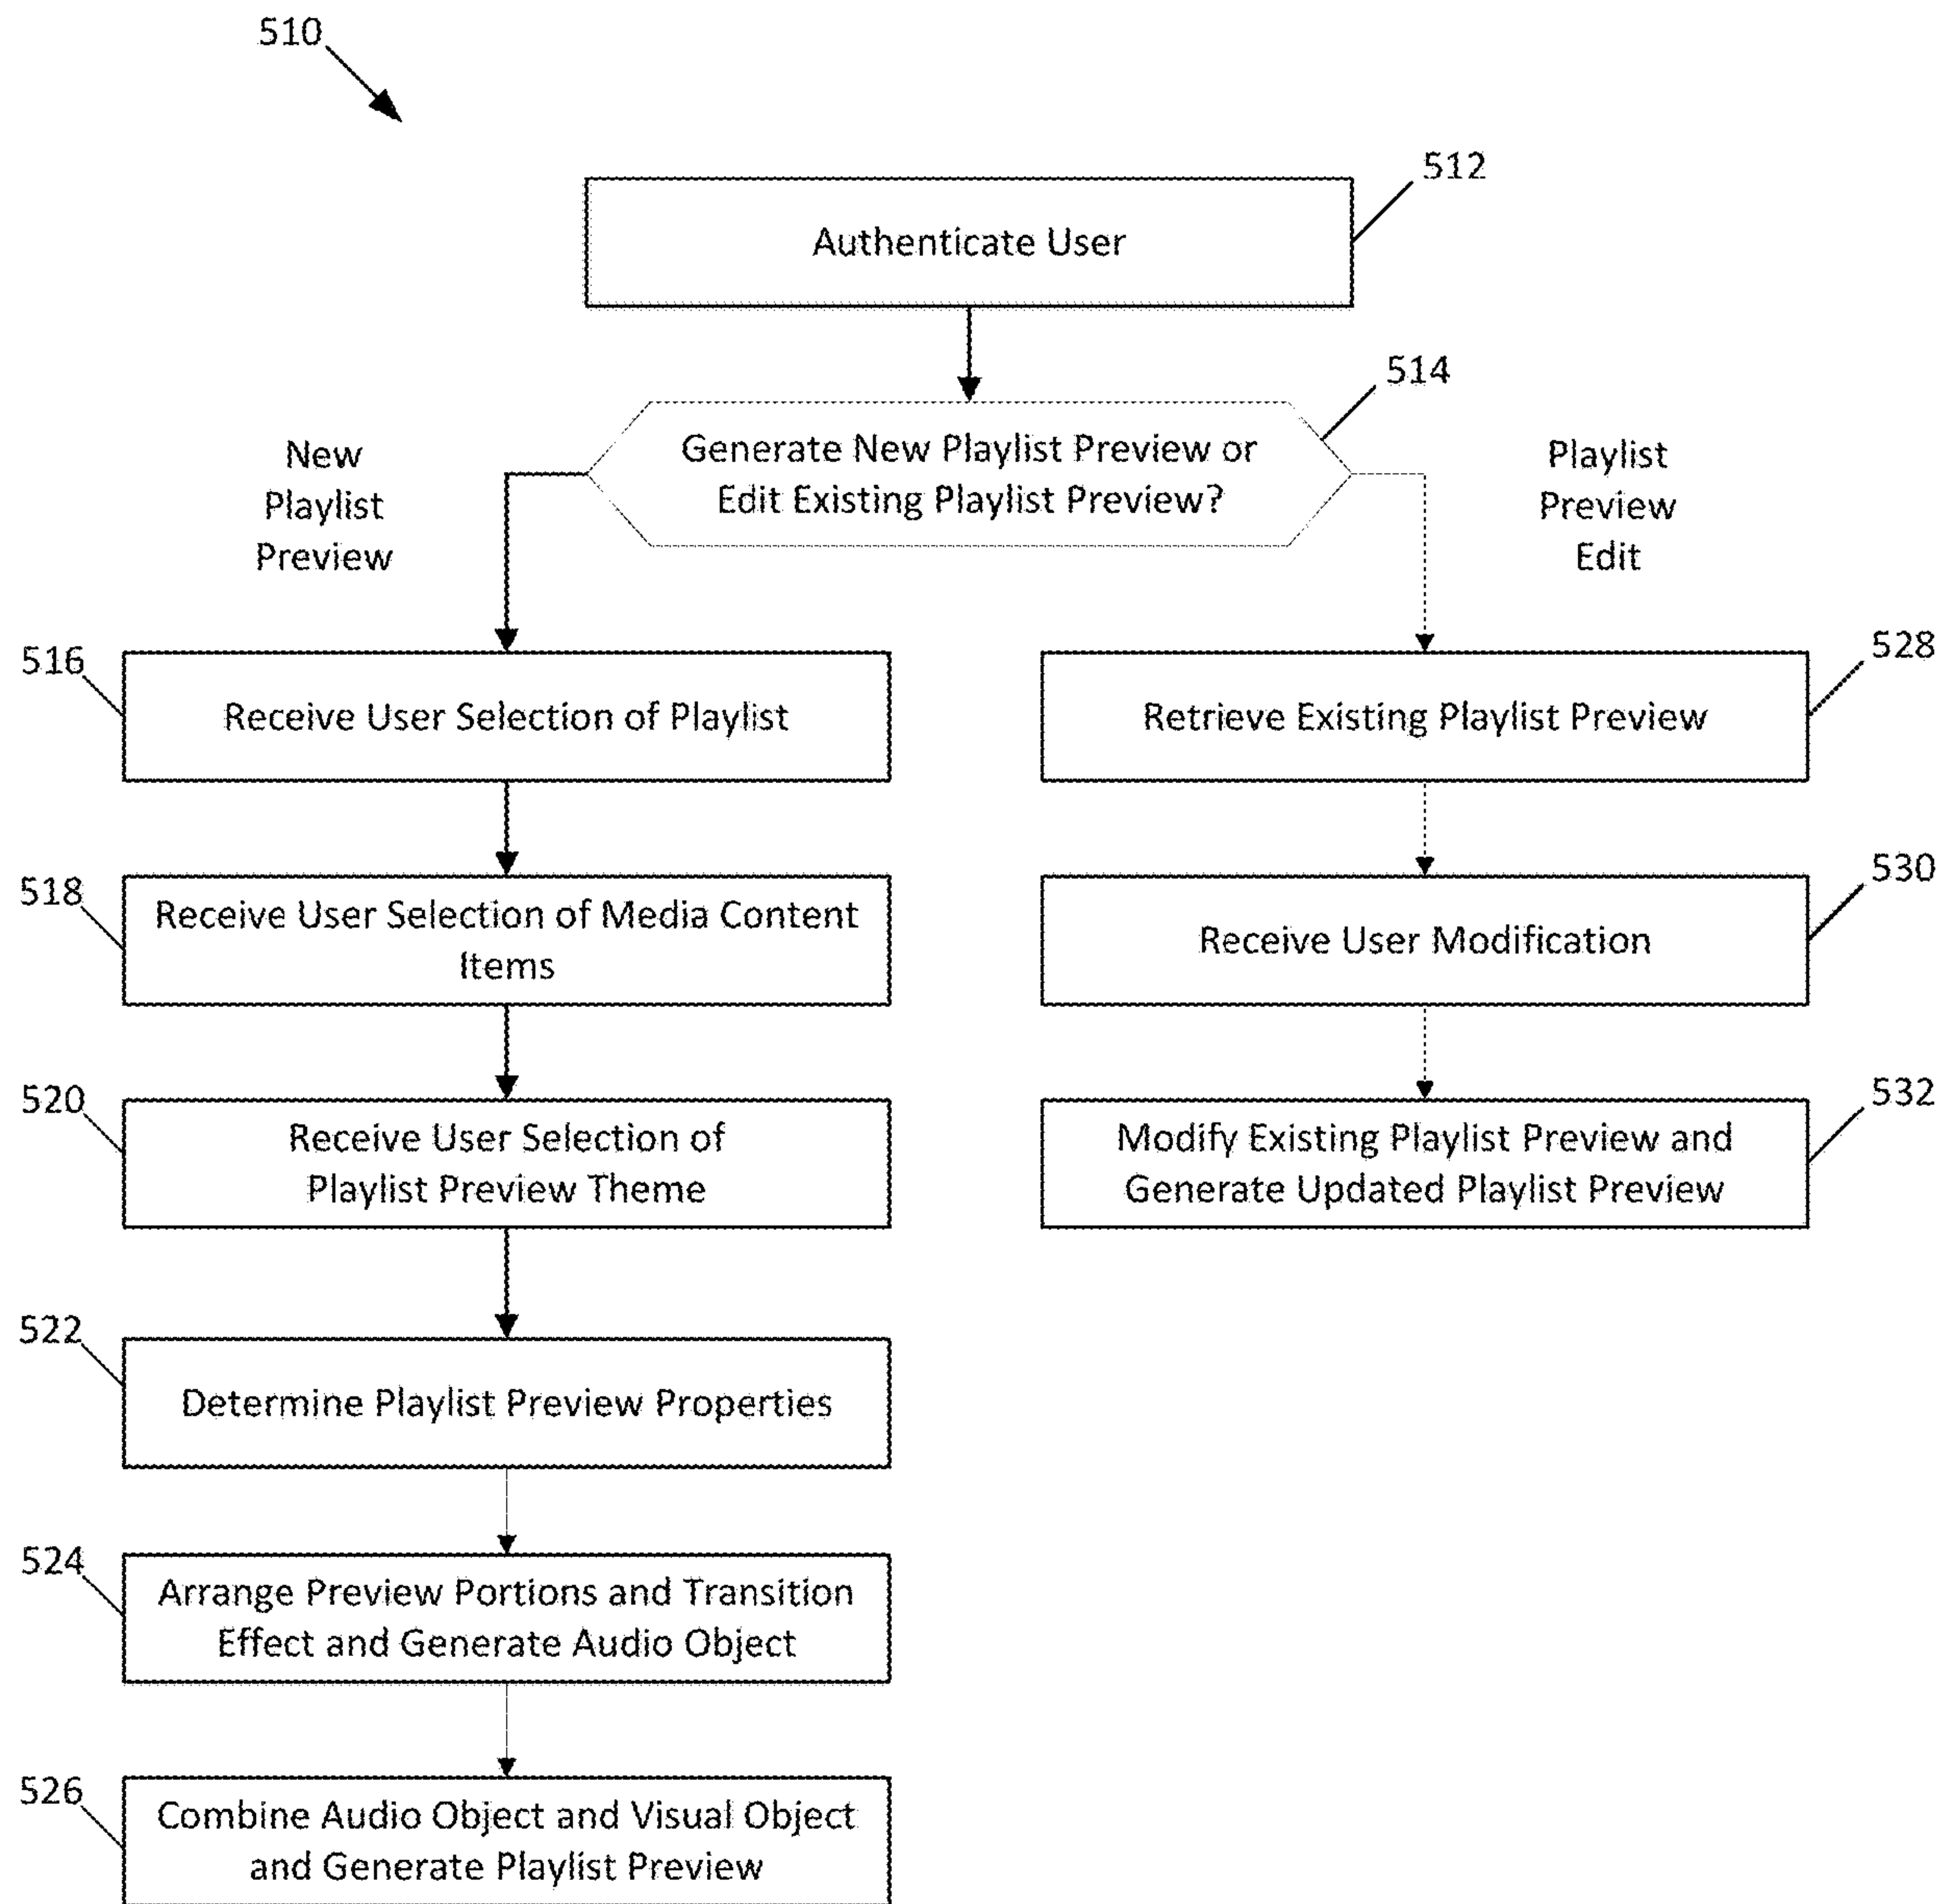 510
512
Authenticate User
514
Generate New Playlist Preview or
Edit Existing Playlist Preview?
New
Playlist
Preview
Playlist
Preview
Edit
516
Receive User Selection of Playlist
528
Retrieve Existing Playlist Preview
518
Receive User Selection of Media Content
Items
530
Receive User Modification
520
Receive User Selection of
Playlist Preview Theme
532
Modify Existing Playlist Preview and
Generate Updated Playlist Preview
522
Determine Playlist Preview Properties
524
Arrange Preview Portions and Transition
Effect and Generate Audio Object
526
Combine Audio Object and Visual Object
and Generate Playlist Preview